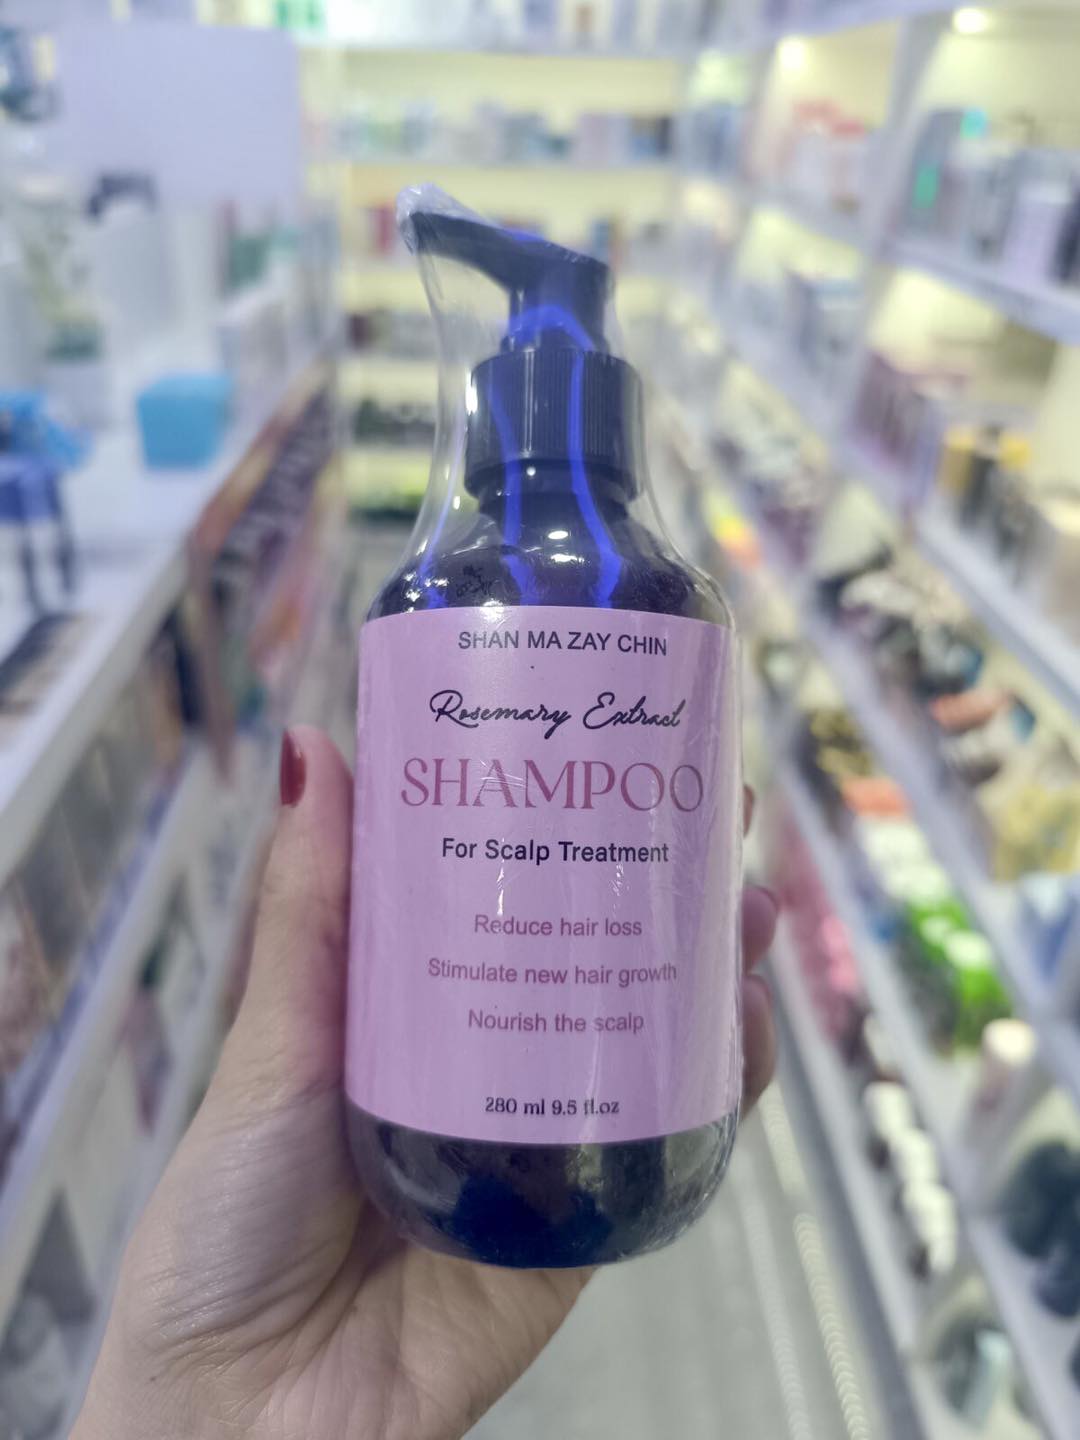 SHAN MA ZAY CHIN
Rosemary Extract
SHAMPOO
For Scalp Treatment
Reduce hair loss
Stimulate new hair growth
Nourish the scalp
280 ml 9.5 fl.oz